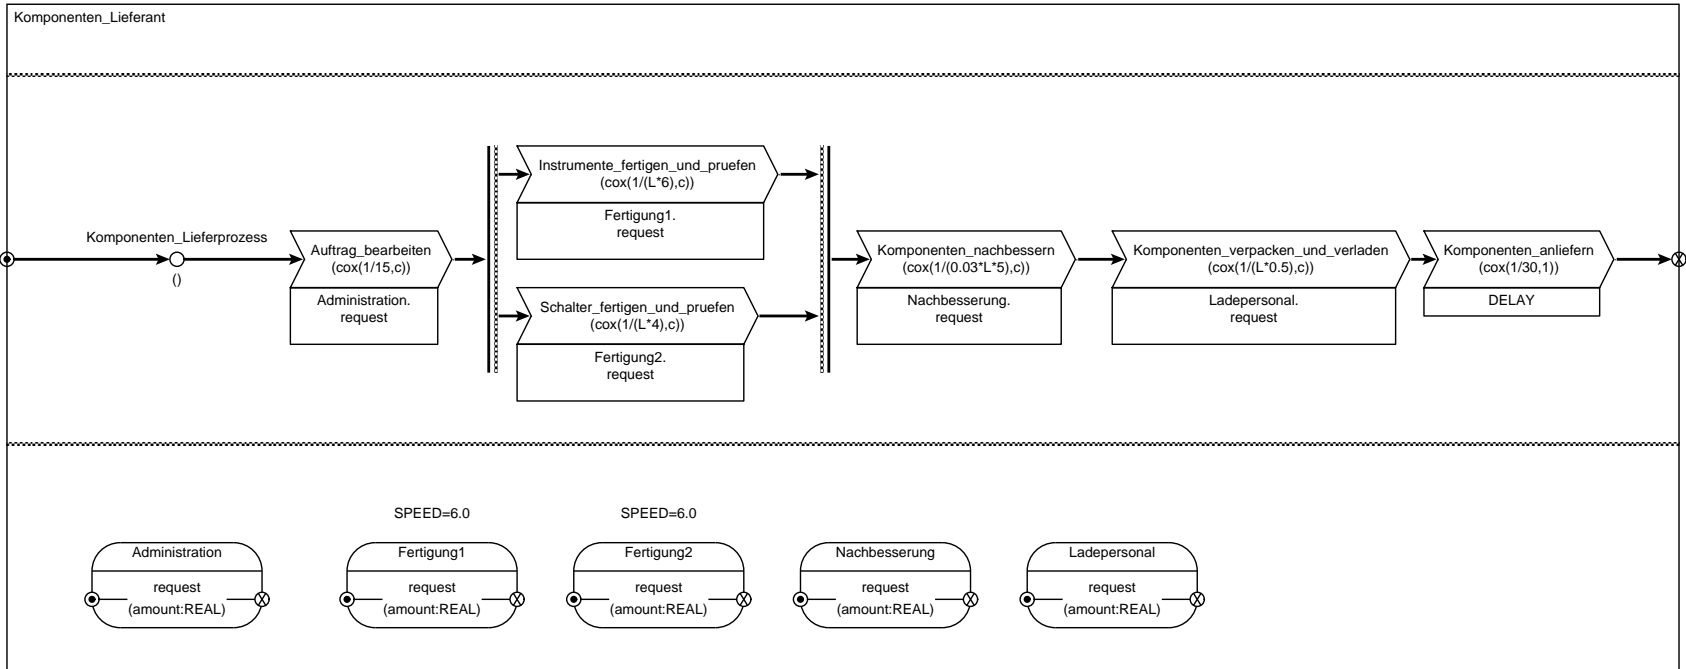 Komponenten_Lieferant
Komponenten_Lieferprozess
()
Auftrag_bearbeiten
(cox(1/15,c))
Administration.
request
Instrumente_fertigen_und_pruefen
(cox(1/(L*6),c))
Fertigung1.
request
Schalter_fertigen_und_pruefen
(cox(1/(L*4),c))
Fertigung2.
request
Komponenten_nachbessern
(cox(1/(0.03*L*5),c))
Nachbesserung.
request
Komponenten_verpacken_und_verladen
(cox(1/(L*0.5),c))
Ladepersonal.
request
Komponenten_anliefern
(cox(1/30,1))
DELAY
SPEED=6.0
SPEED=6.0
Administration
request
(amount:REAL)
Fertigung1
request
(amount:REAL)
Fertigung2
request
(amount:REAL)
Nachbesserung
request
(amount:REAL)
Ladepersonal
request
(amount:REAL)